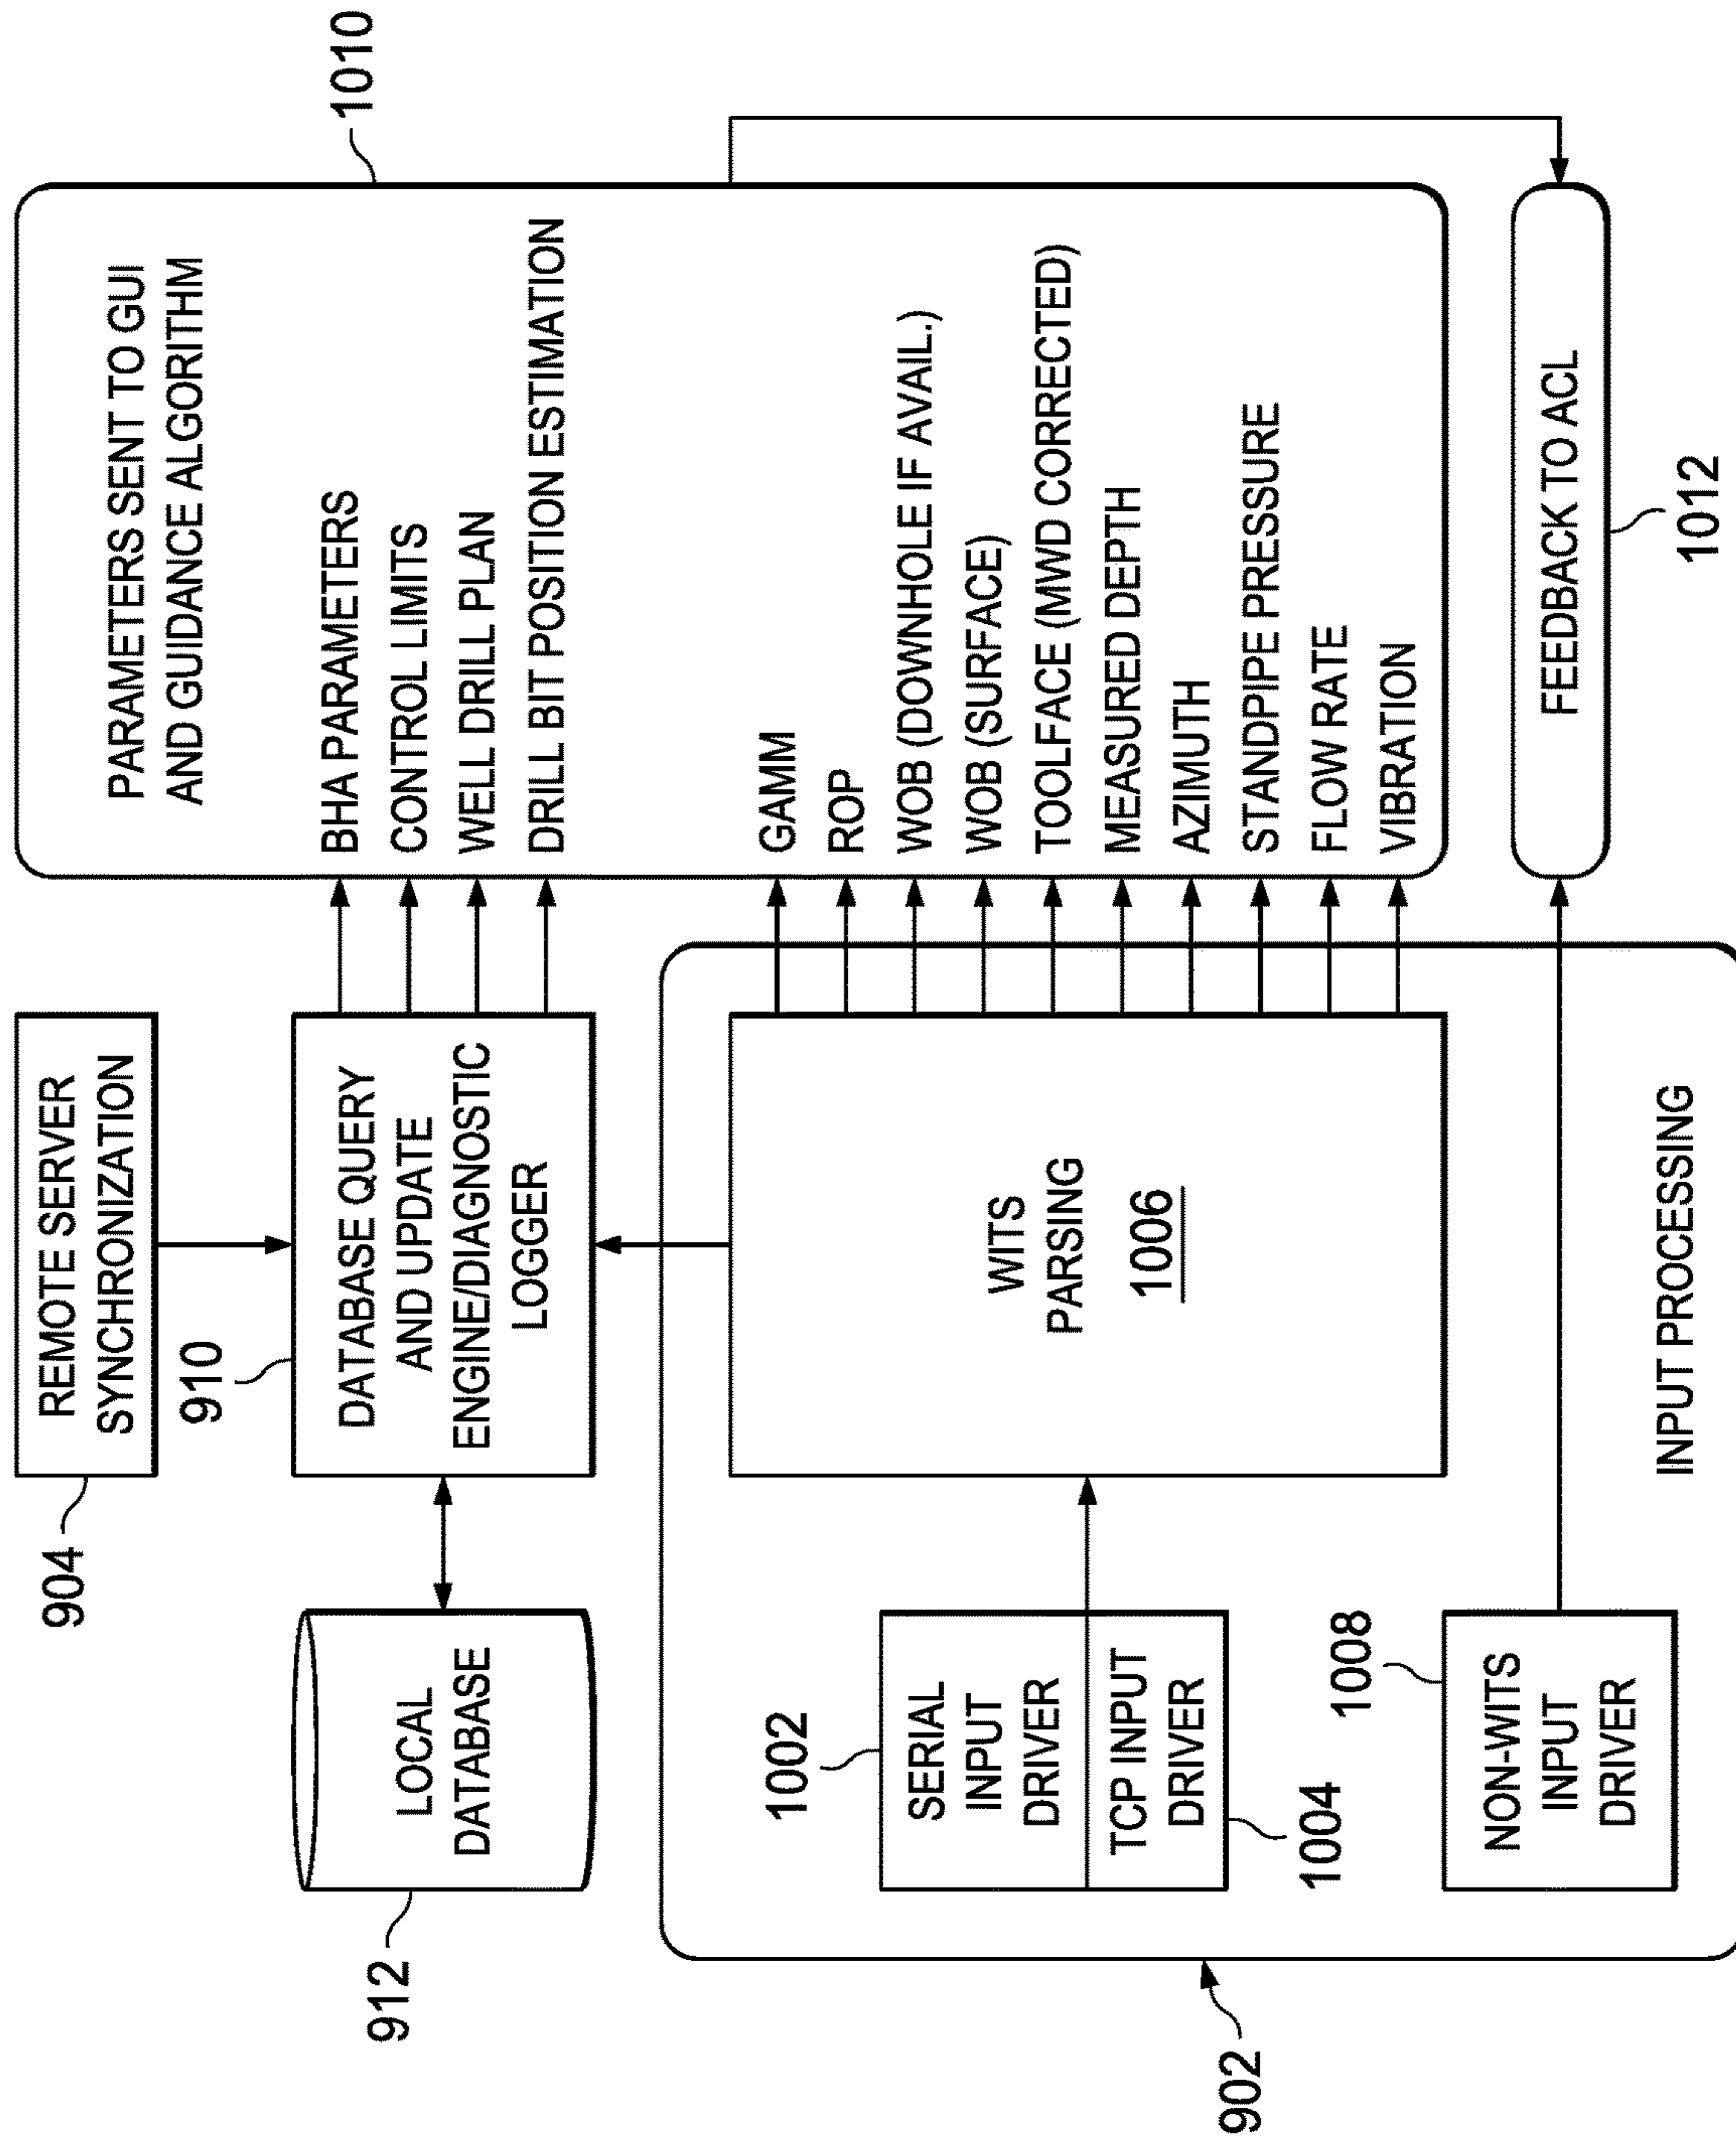 904
REMOTE SERVER
SYNCHRONIZATION
912
LOCAL
DATABASE
910
DATABASE QUERY
AND UPDATE
ENGINE/DIAGNOSTIC
LOGGER
902
1002
SERIAL
INPUT
DRIVER
TCP INPUT
DRIVER
1004
WITS
PARSING
1006
1008
NON-WITS
INPUT
DRIVER
INPUT PROCESSING
1010
PARAMETERS SENT TO GUI
AND GUIDANCE ALGORITHM
BHA PARAMETERS
CONTROL LIMITS
WELL DRILL PLAN
DRILL BIT POSITION ESTIMATION
GAMM
ROP
WOB (DOWNHOLE IF AVAIL.)
WOB (SURFACE)
TOOLFACE (MWD CORRECTED)
MEASURED DEPTH
AZIMUTH
STANDPIPE PRESSURE
FLOW RATE
VIBRATION
FEEDBACK TO ACL
1012